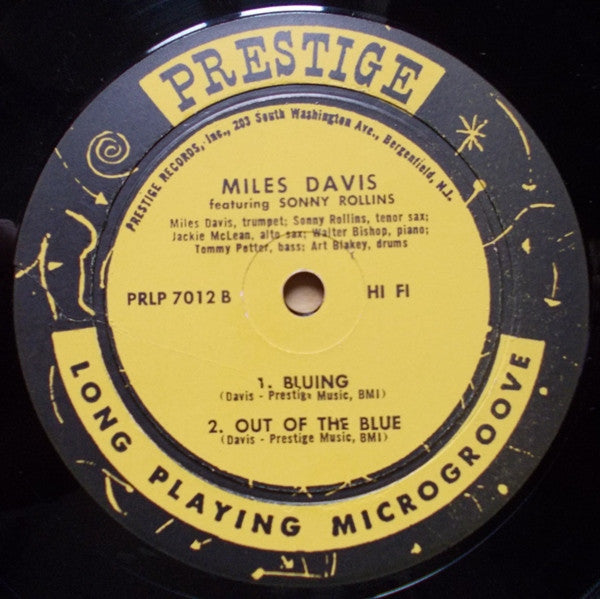 PRESTIGE
PRESTIGE RECORDS, Inc., 203 South Washington Ave., Bergenfield, N.J.
MILES DAVIS
featuring SONNY ROLLINS
Miles Davis, trumpet; Sonny Rollins, tenor sax;
Jackie McLean, alto sax; Walter Bishop, piano;
Tommy Potter, bass; Art Blakey, drums
PRLP 7012 B HI FI
1. BLUING
(Davis - Prestige Music, BMI)
2. OUT OF THE BLUE
(Davis - Prestige Music, BMI)
LONG PLAYING MICROGROOVE